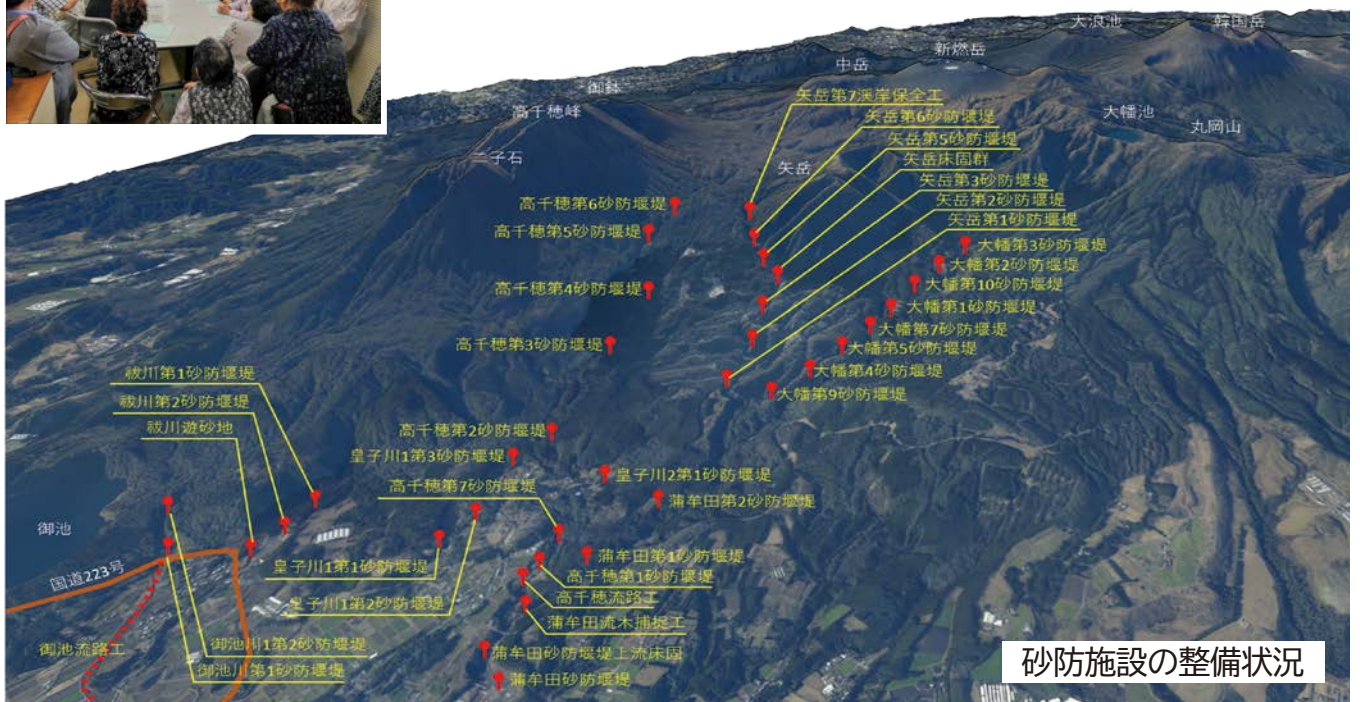 大浪池
韓国岳
新燃岳
中岳
御鉢
高千穂峰
二子石
矢岳
大幡池
丸岡山
矢岳第7渓岸保全工
矢岳第6砂防堰堤
矢岳第5砂防堰堤
矢岳床固群
矢岳第3砂防堰堤
矢岳第2砂防堰堤
矢岳第1砂防堰堤
高千穂第6砂防堰堤
高千穂第5砂防堰堤
高千穂第4砂防堰堤
高千穂第3砂防堰堤
大幡第3砂防堰堤
大幡第2砂防堰堤
大幡第10砂防堰堤
大幡第1砂防堰堤
大幡第7砂防堰堤
大幡第5砂防堰堤
大幡第4砂防堰堤
大幡第9砂防堰堤
祓川第1砂防堰堤
祓川第2砂防堰堤
祓川遊砂地
高千穂第2砂防堰堤
皇子川1第3砂防堰堤
高千穂第7砂防堰堤
皇子川2第1砂防堰堤
蒲牟田第2砂防堰堤
御池
国道223号
皇子川1第1砂防堰堤
皇子川1第2砂防堰堤
蒲牟田第1砂防堰堤
高千穂第1砂防堰堤
高千穂流路工
蒲牟田流木捕捉工
御池流路工
御池川1第2砂防堰堤
御池川第1砂防堰堤
蒲牟田砂防堰堤上流床固
蒲牟田砂防堰堤
砂防施設の整備状況